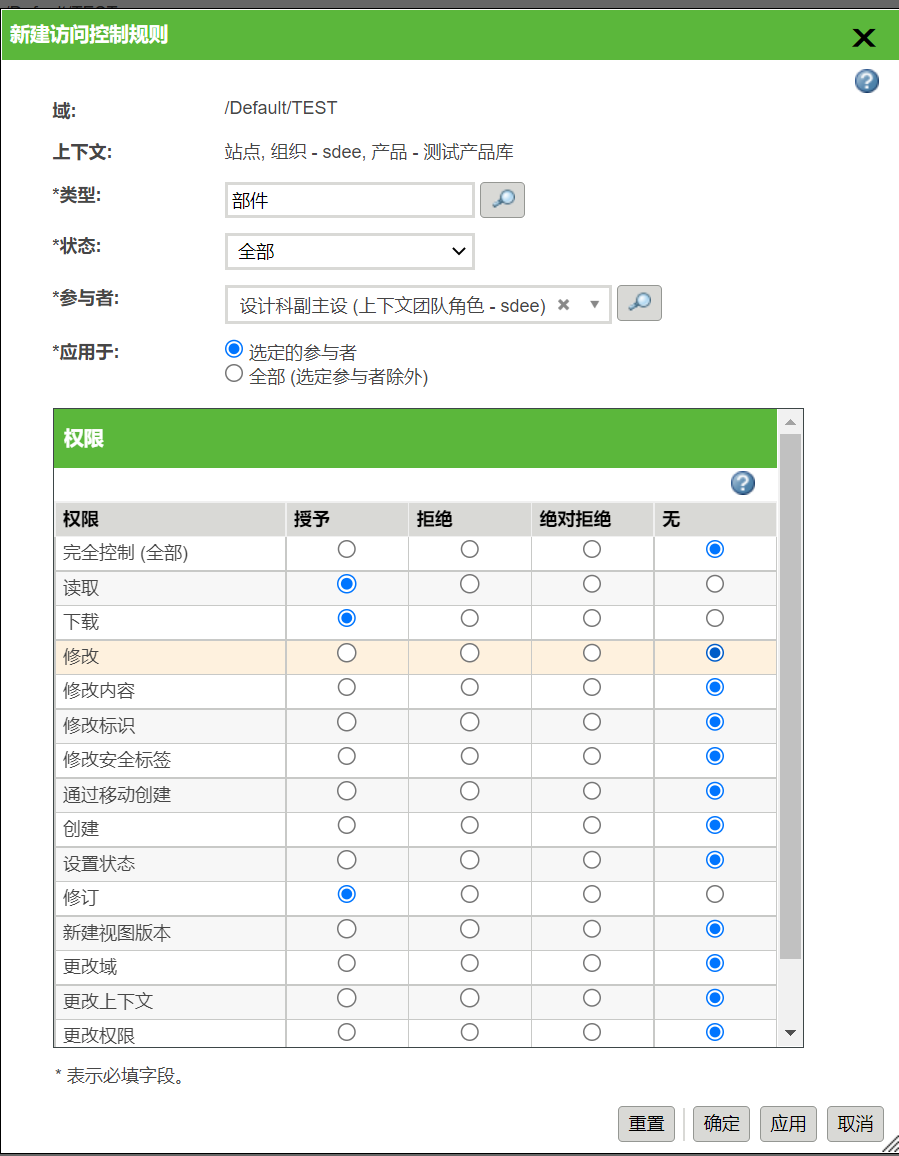 新建访问控制规则
域: /Default/TEST
上下文: 站点, 组织 - sdee, 产品 - 测试产品库
*类型: 部件
*状态: 全部
*参与者: 设计科副主设 (上下文团队角色 - sdee)
*应用于: 选定的参与者
全部 (选定参与者除外)
权限
权限 授予 拒绝 绝对拒绝 无
完全控制 (全部)
读取
下载
修改
修改内容
修改标识
修改安全标签
通过移动创建
创建
设置状态
修订
新建视图版本
更改域
更改上下文
更改权限
* 表示必填字段。
重置 确定 应用 取消